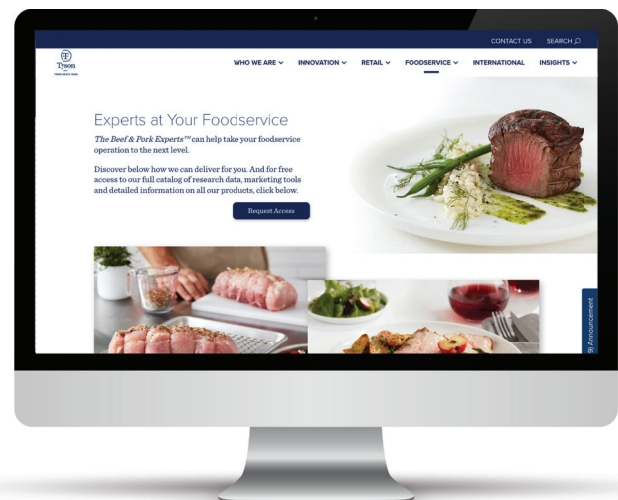 CONTACT US SEARCH
Tyson
FRESH MEATS TEAM
WHO WE ARE INNOVATION RETAIL FOODSERVICE INTERNATIONAL INSIGHTS
Experts at Your Foodservice
The Beef & Pork Experts™ can help take your foodservice
operation to the next level.
Discover below how we can deliver for you. And for free
access to our full catalog of research data, marketing tools
and detailed information on all our products, click below.
Request Access
Announcement